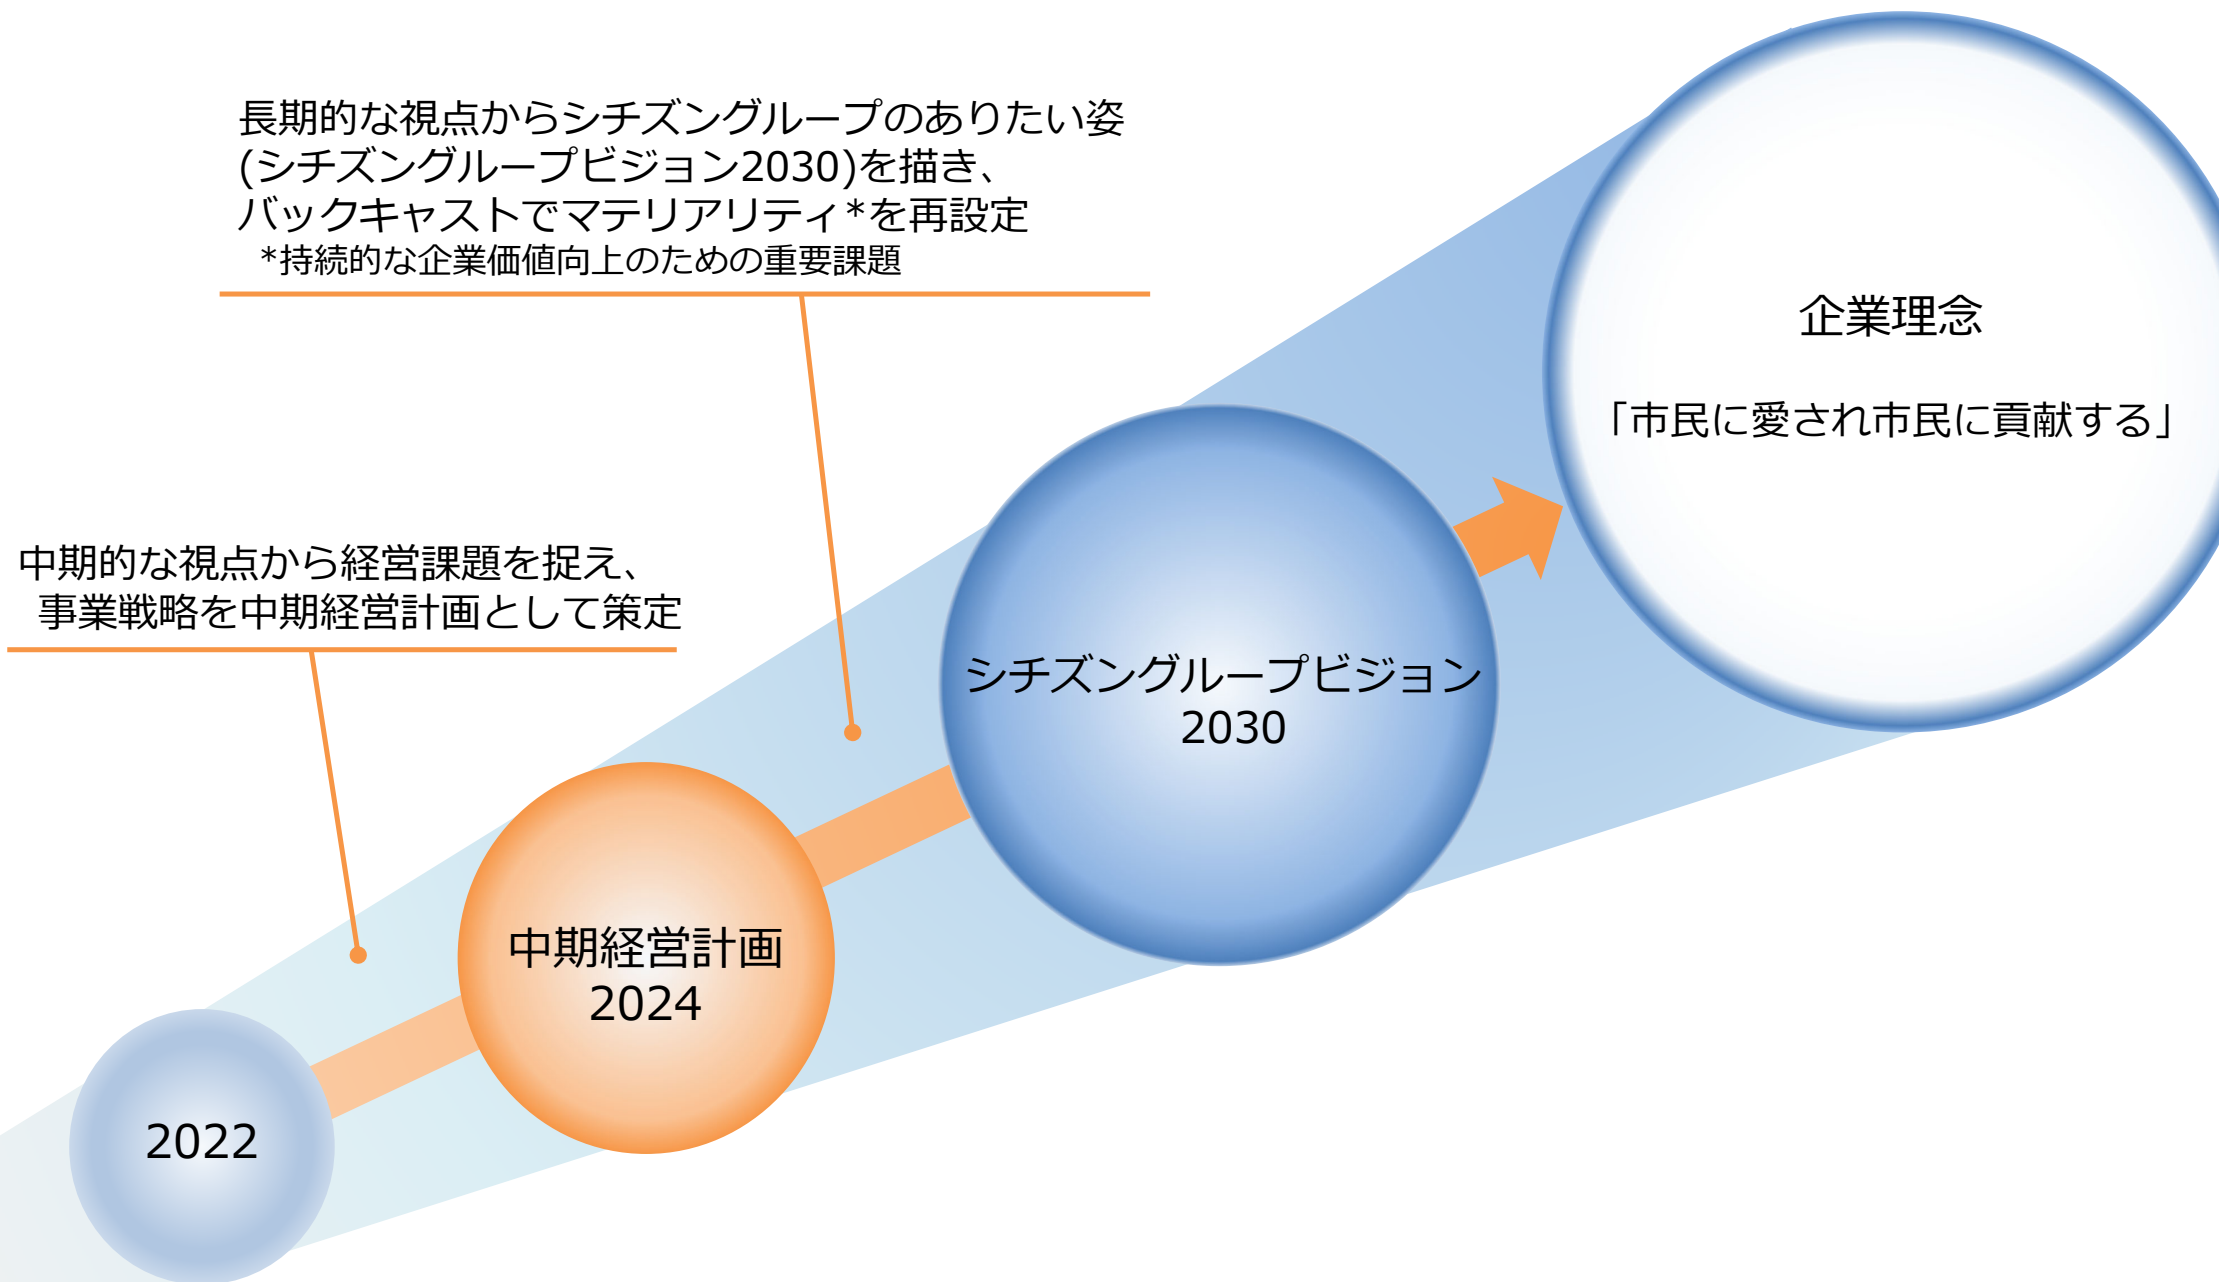 長期的な視点からシチズングループのありたい姿
(シチズングループビジョン2030)を描き、
バックキャストでマテリアリティ*を再設定
*持続的な企業価値向上のための重要課題
企業理念
「市民に愛され市民に貢献する」
中期的な視点から経営課題を捉え、
事業戦略を中期経営計画として策定
シチズングループビジョン
2030
中期経営計画
2024
2022